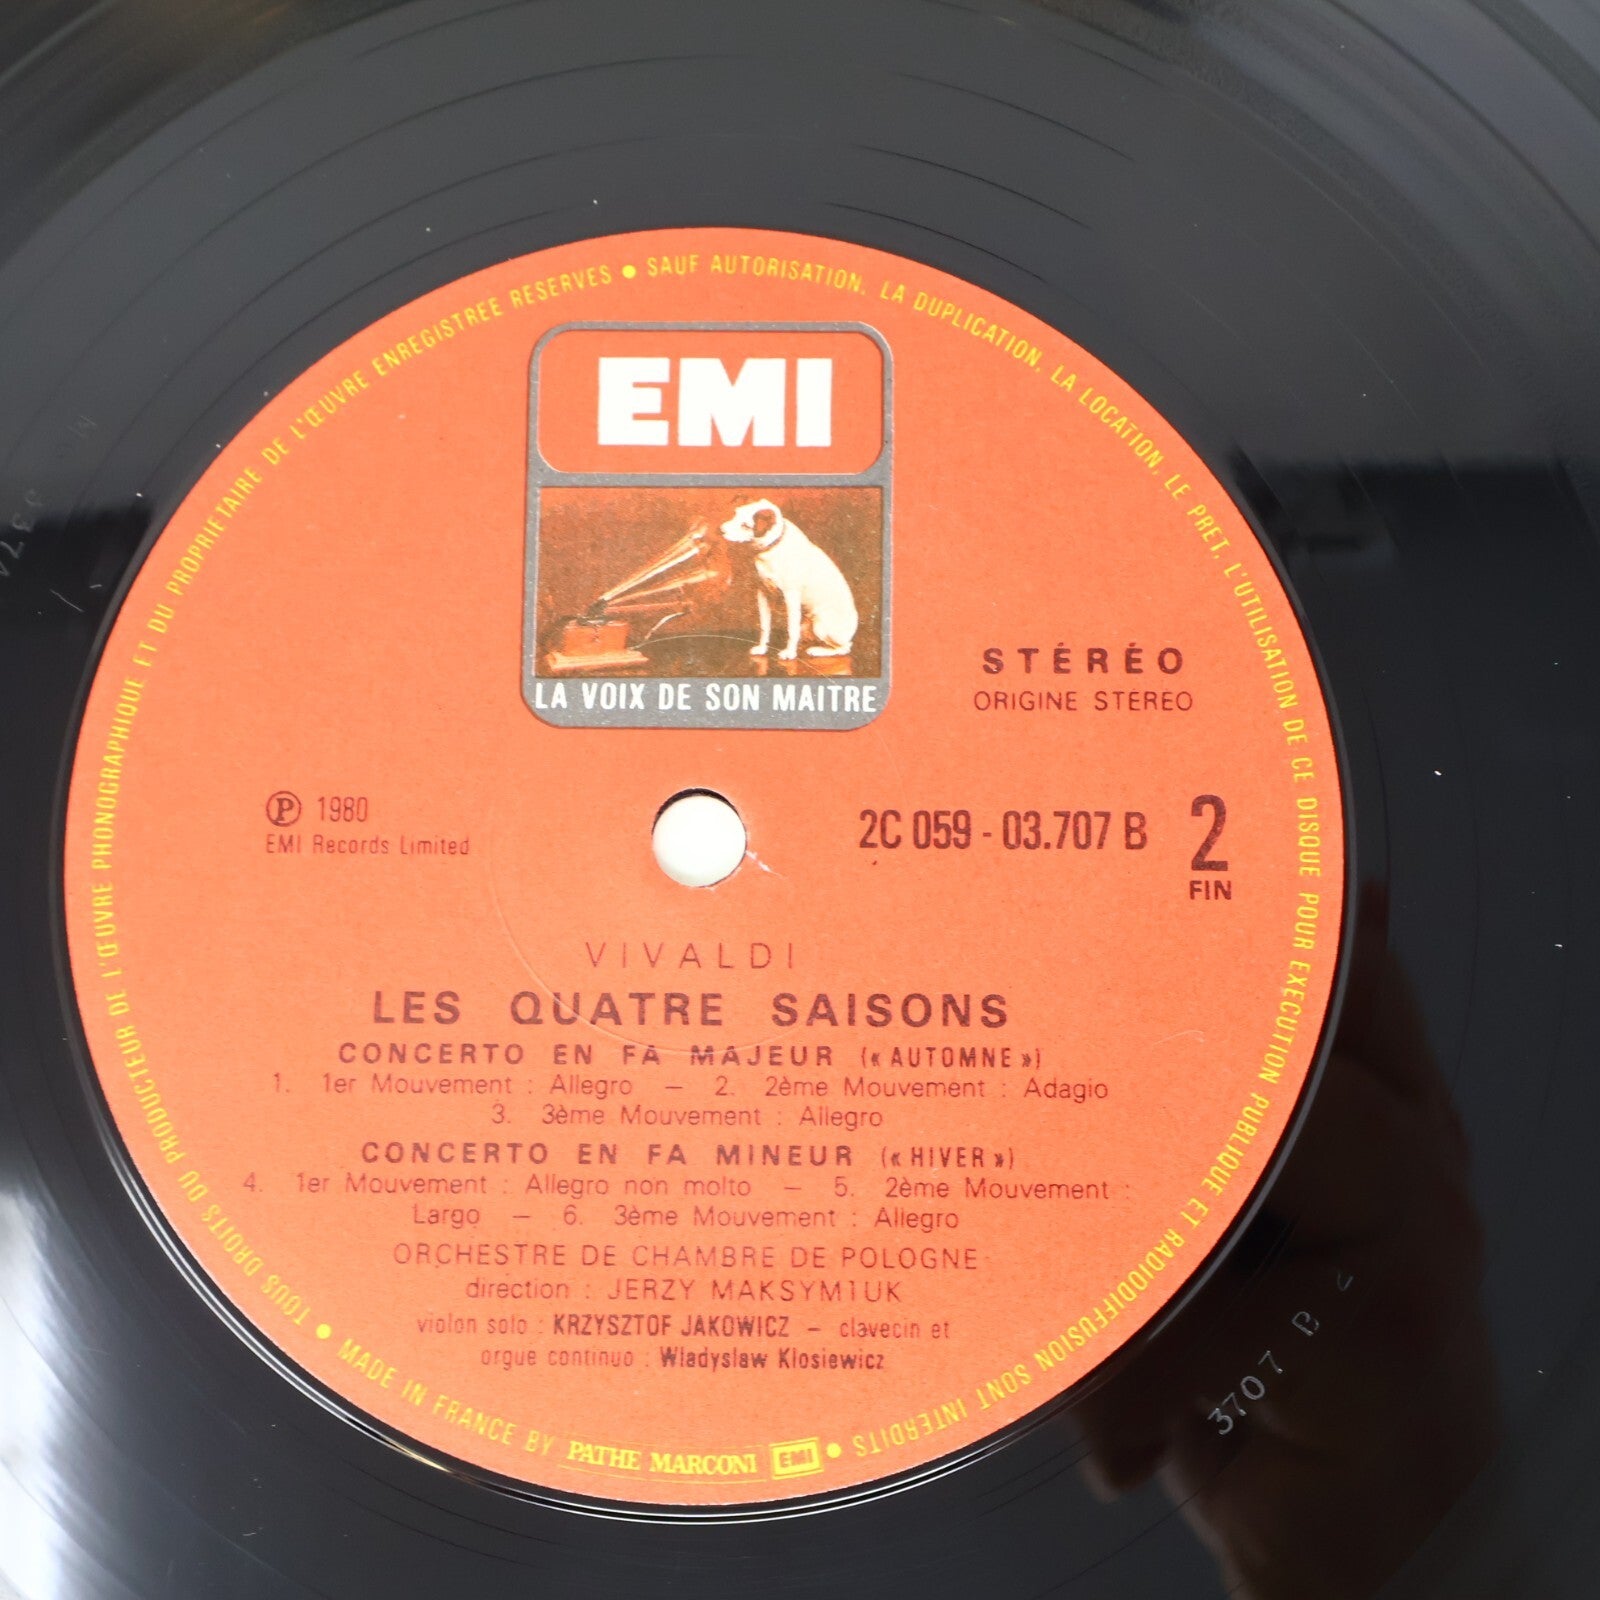 TOUS DROITS DU PRODUCTEUR DE L'ŒUVRE PHONOGRAPHIQUE ET DU PROPRIETAIRE DE L'ŒUVRE ENREGISTREE RESERVES • SAUF AUTORISATION, LA DUPLICATION, LA LOCATION, LE PRET, L'UTILISATION DE CE DISQUE POUR EXECUTION PUBLIQUE ET RADIODIFFUSION SONT INTERDITS •
EMI
LA VOIX DE SON MAITRE
STÉRÉO
ORIGINE STEREO
Ⓟ 1980
EMI Records Limited
2C 059 - 03.707 B 2
FIN
VIVALDI
LES QUATRE SAISONS
CONCERTO EN FA MAJEUR (« AUTOMNE »)
1. 1er Mouvement : Allegro — 2. 2ème Mouvement : Adagio
3. 3ème Mouvement : Allegro
CONCERTO EN FA MINEUR (« HIVER »)
4. 1er Mouvement : Allegro non molto — 5. 2ème Mouvement :
Largo — 6. 3ème Mouvement : Allegro
ORCHESTRE DE CHAMBRE DE POLOGNE
direction : JERZY MAKSYM1UK
violon solo : KRZYSZTOF JAKOWICZ — clavecin et
orgue continuo : Wladyslaw Klosiewicz
• MADE IN FRANCE BY PATHE MARCONI EMI
3707 B